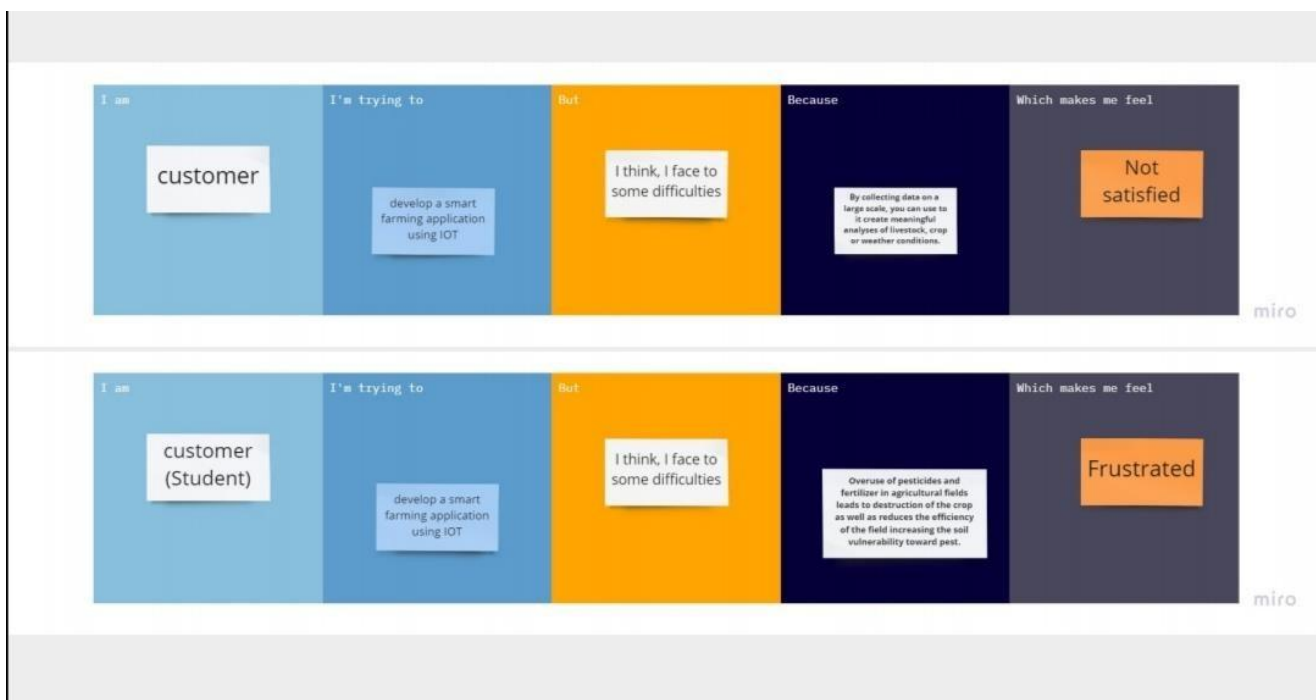 I am
customer
I'm trying to
develop a smart
farming application
using IOT
But
I think, I face to
some difficulties
Because
By collecting data on a
large scale, you can use to
it create meaningful
analyses of livestock, crop
or weather conditions.
Which makes me feel
Not
satisfied
miro
I am
customer
(Student)
I'm trying to
develop a smart
farming application
using IOT
But
I think, I face to
some difficulties
Because
Overuse of pesticides and
fertilizer in agricultural fields
leads to destruction of the crop
as well as reduces the efficiency
of the field increasing the soil
vulnerability toward pest.
Which makes me feel
Frustrated
miro